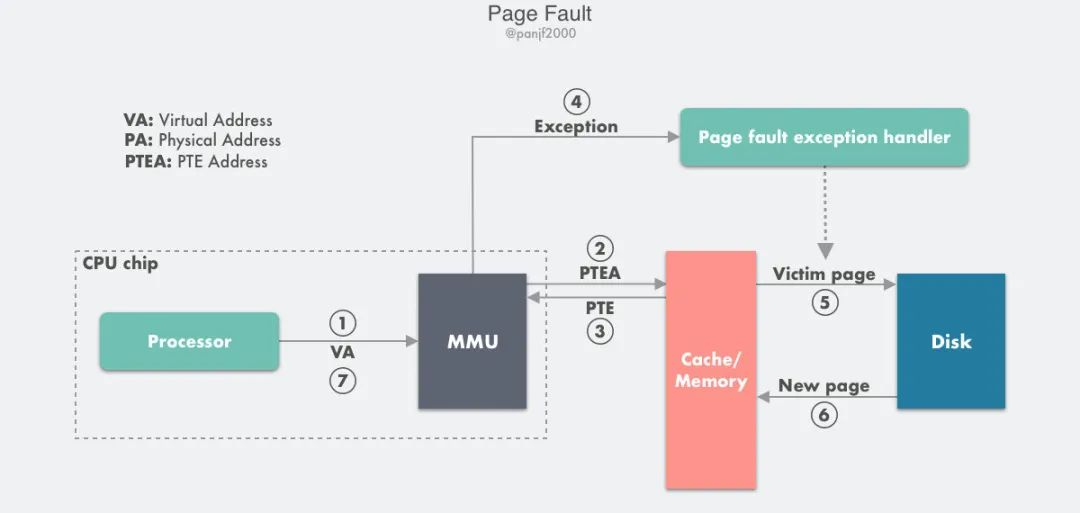 Page Fault
@panjf2000
VA: Virtual Address
PA: Physical Address
PTEA: PTE Address
4
Exception
Page fault exception handler
CPU chip
Processor
1
VA
7
MMU
2
PTEA
PTE
3
Cache/
Memory
Victim page
5
New page
6
Disk